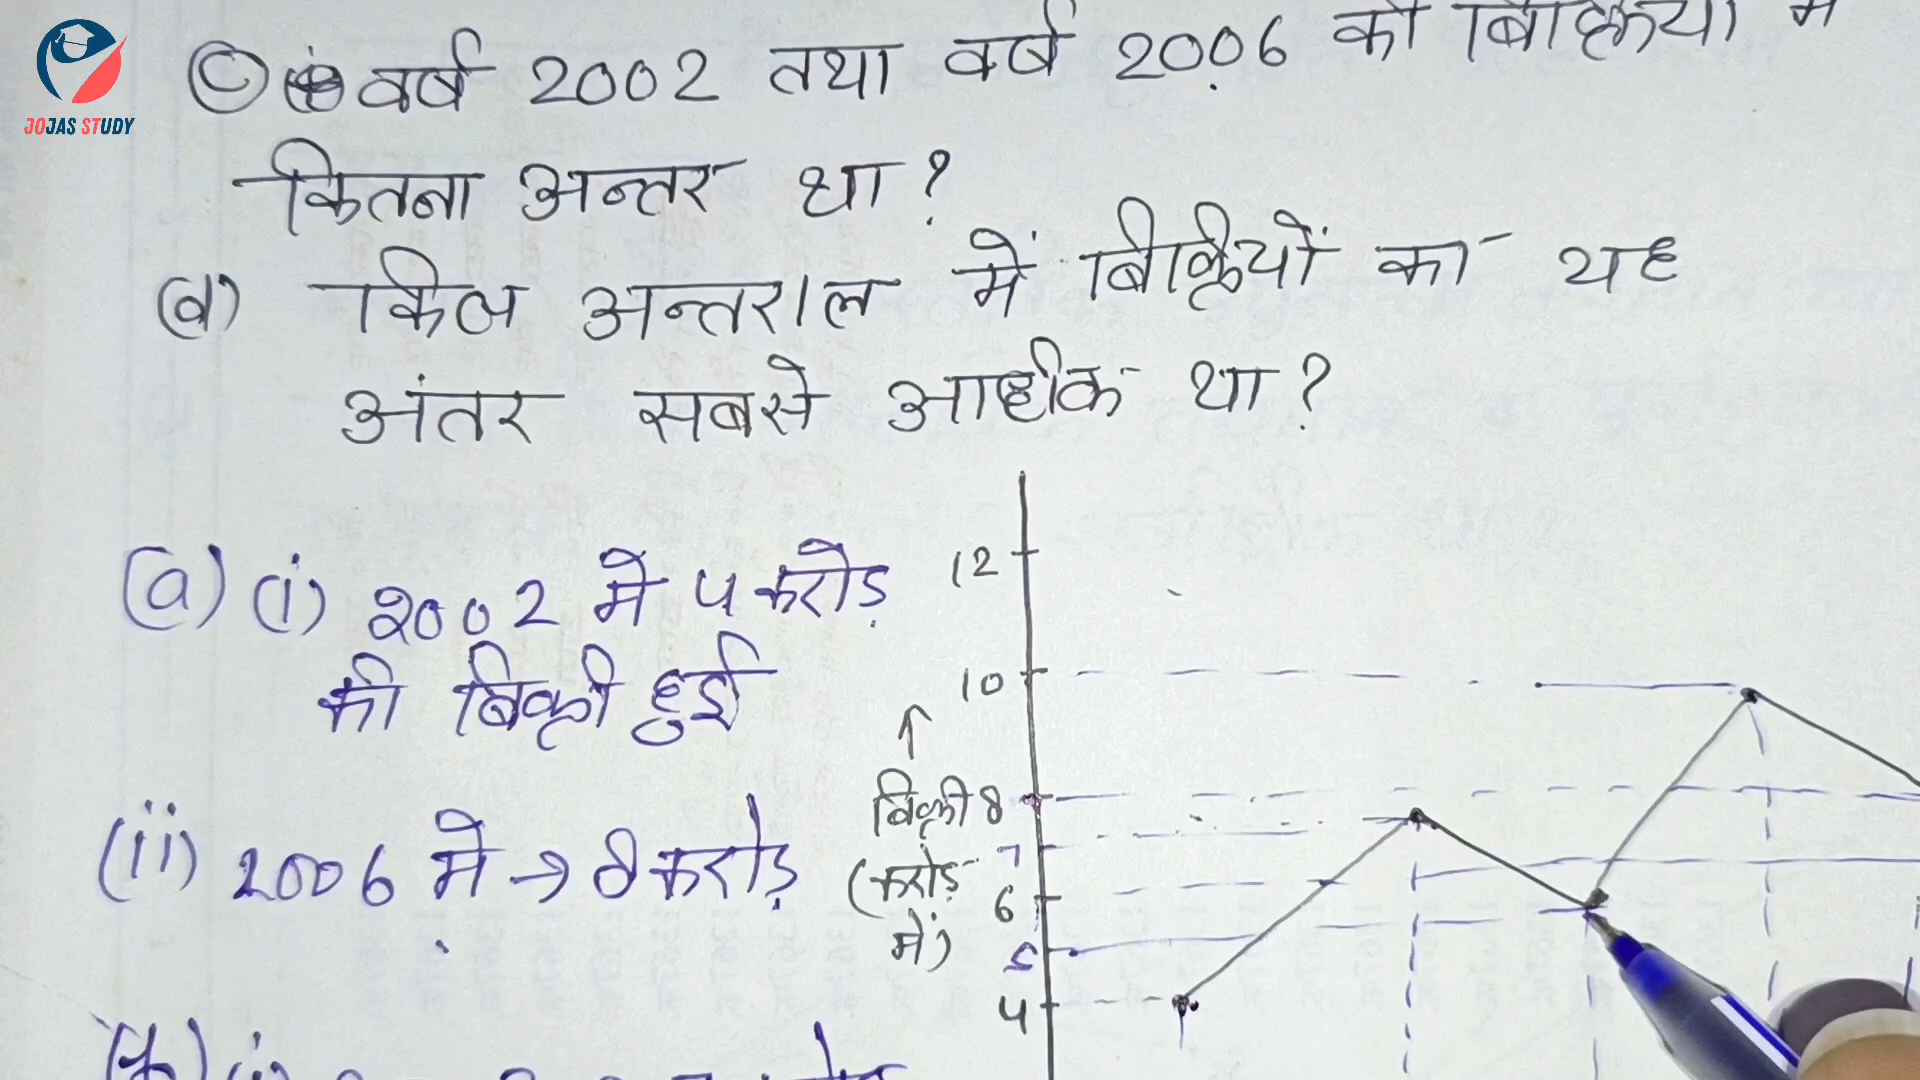 JOJAS STUDY
(C) वर्ष 2002 तथा वर्ष 2006 की बिक्रियों में
कितना अन्तर था?
(d) किस अन्तराल में बिक्रियों का यह
अंतर सबसे अधिक था?
(a) (i) 2002 में 4 करोड़
की बिक्री हुई
(ii) 2006 में → 8 करोड़
12
10
↑
बिक्री 8
7
(करोड़ 6
में) 5
4